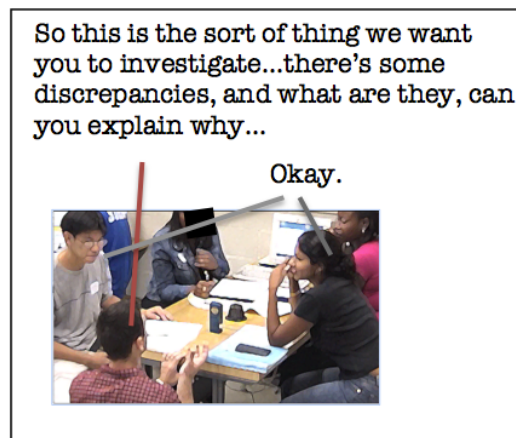 So this is the sort of thing we want
you to investigate...there's some
discrepancies, and what are they, can
you explain why...
Okay.